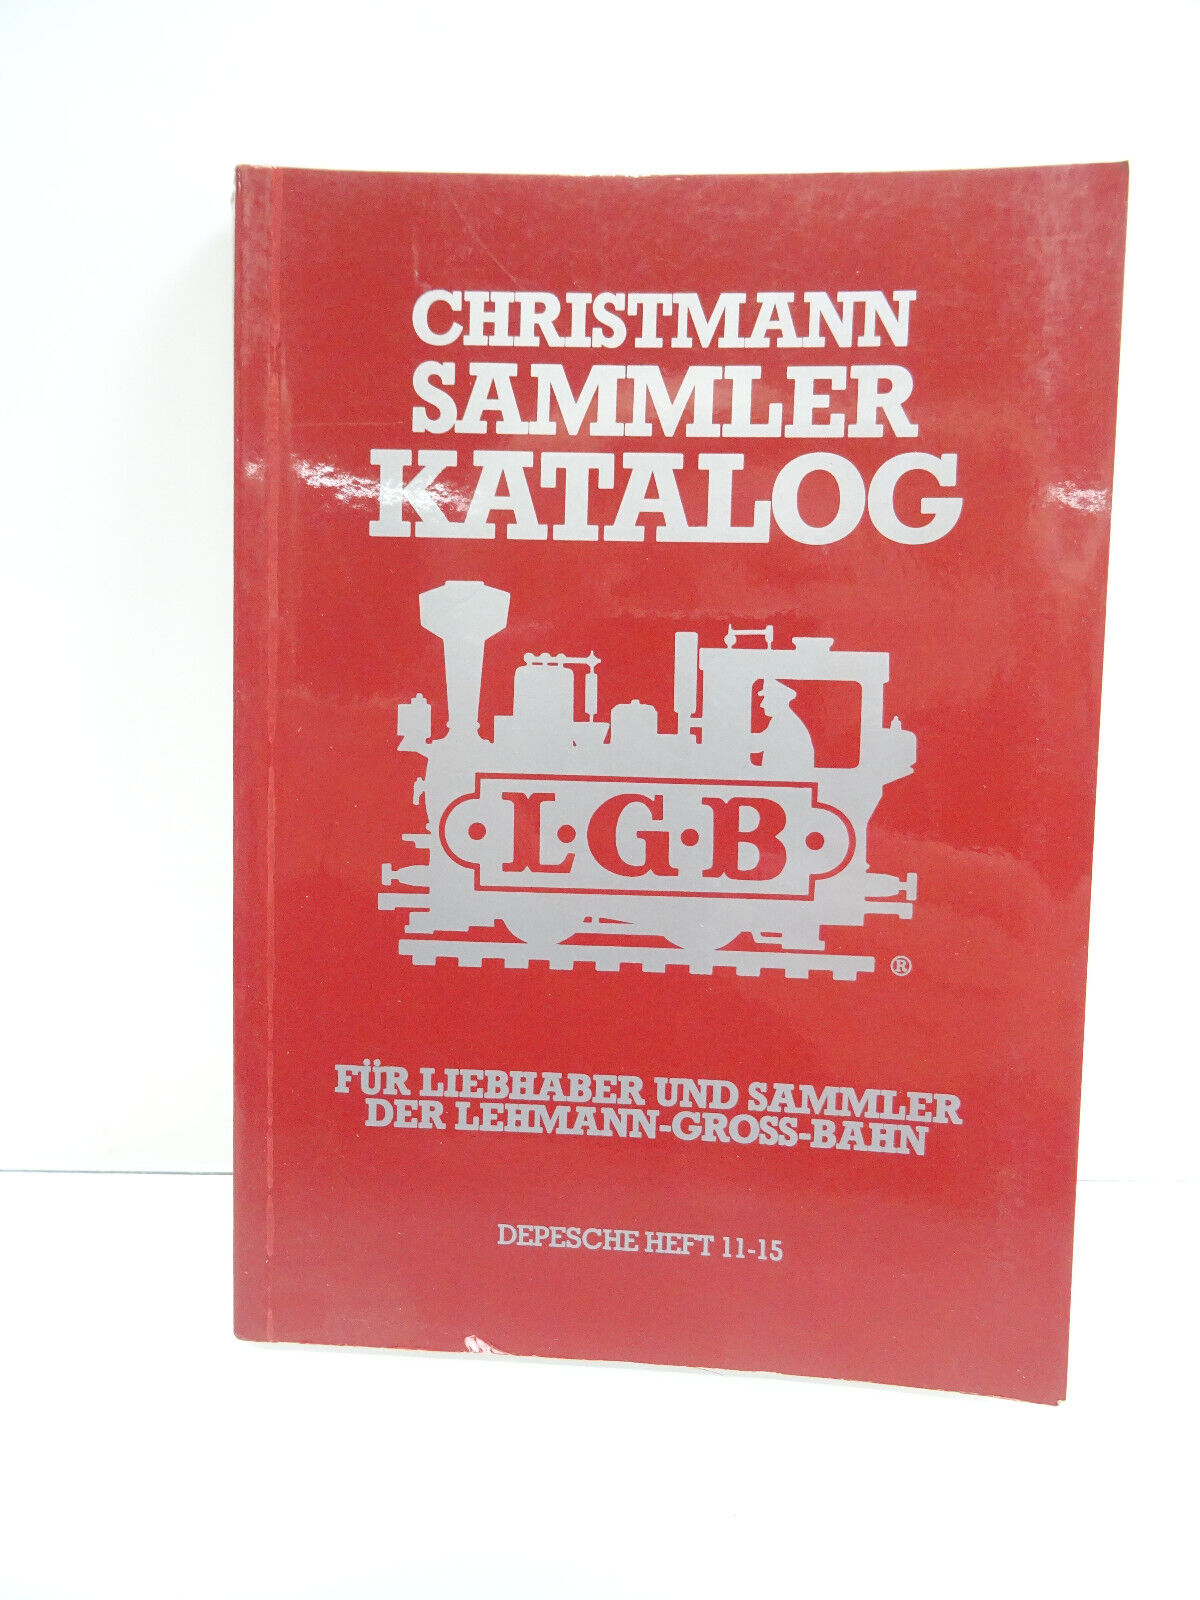 CHRISTMANN
SAMMLER
KATALOG
L·G·B
®
FÜR LIEBHABER UND SAMMLER
DER LEHMANN-GROSS-BAHN
DEPESCHE HEFT 11-15